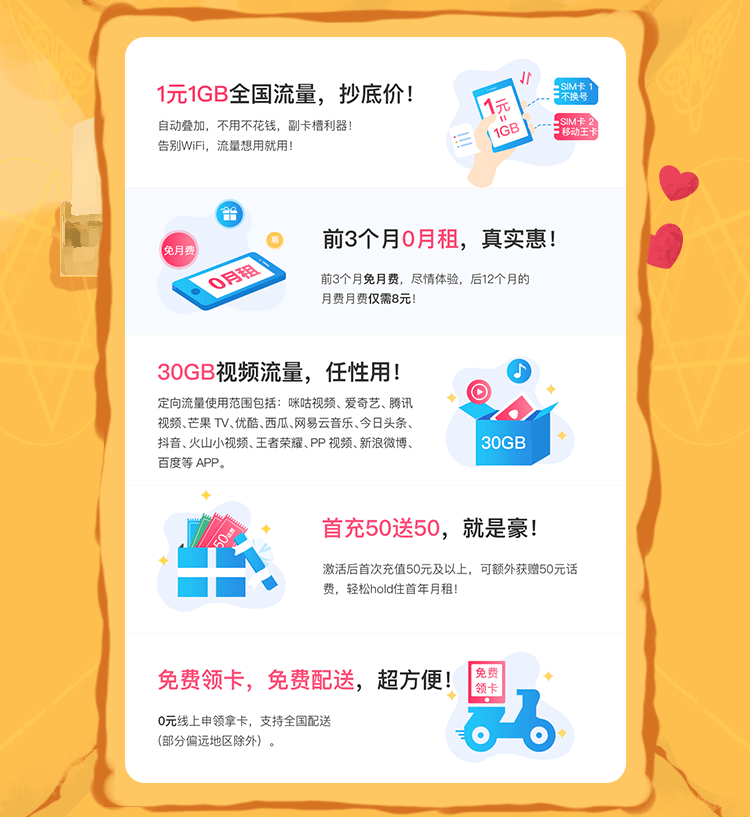 1元1GB全国流量，抄底价！
自动叠加，不用不花钱，副卡槽利器！
告别WiFi，流量想用就用！
1元
=
1GB
SIM卡 1
不换号
SIM卡 2
移动王卡
免月费
惠
0月租
前3个月0月租，真实惠！
前3个月免月费，尽情体验，后12个月的
月费月费仅需8元！
30GB视频流量，任性用！
定向流量使用范围包括：咪咕视频、爱奇艺、腾讯
视频、芒果 TV、优酷、西瓜、网易云音乐、今日头条、
抖音、火山小视频、王者荣耀、PP 视频、新浪微博、
百度等 APP。
30GB
50话费
首充50送50，就是豪！
激活后首次充值50元及以上，可额外获赠50元话
费，轻松hold住首年月租！
免费领卡，免费配送，超方便！
0元线上申领拿卡，支持全国配送
（部分偏远地区除外）。
免费
领卡